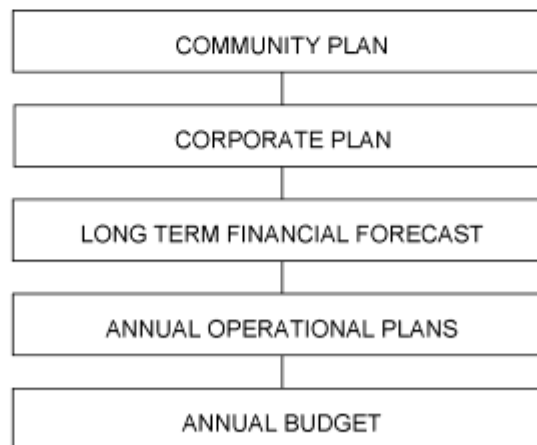 COMMUNITY PLAN
CORPORATE PLAN
LONG TERM FINANCIAL FORECAST
ANNUAL OPERATIONAL PLANS
ANNUAL BUDGET